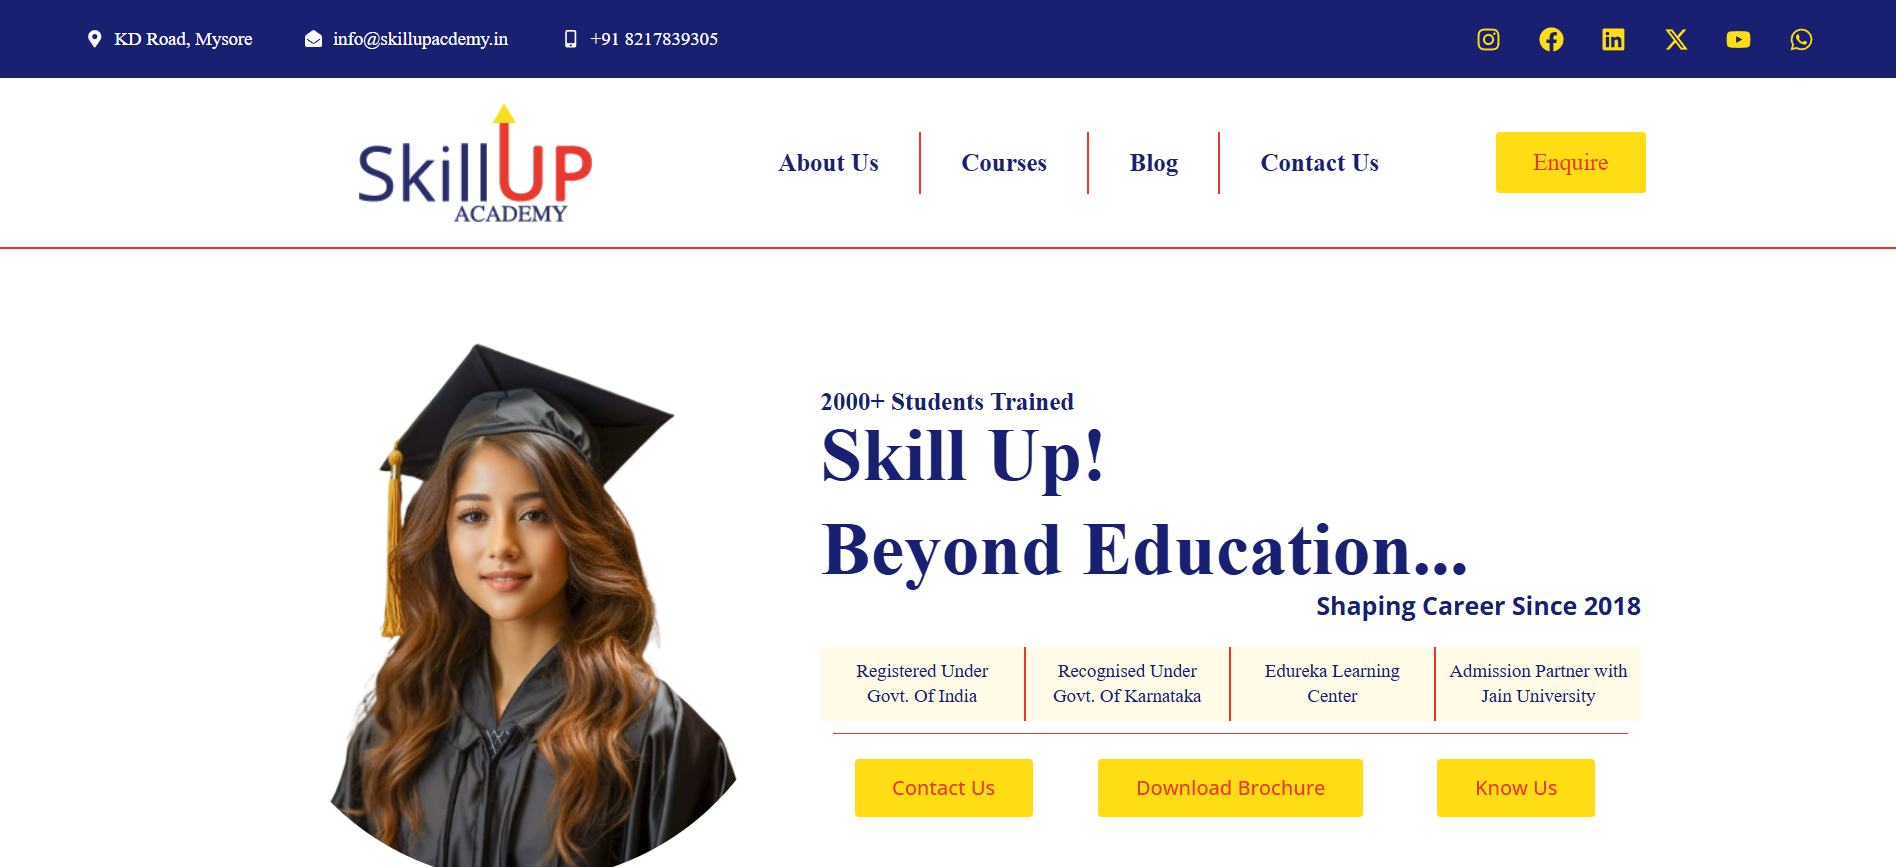 KD Road, Mysore
info@skillupacdemy.in
+91 8217839305
SkillUP
ACADEMY
About Us
Courses
Blog
Contact Us
Enquire
2000+ Students Trained
Skill Up!
Beyond Education...
Shaping Career Since 2018
Registered Under
Govt. Of India
Recognised Under
Govt. Of Karnataka
Edureka Learning
Center
Admission Partner with
Jain University
Contact Us
Download Brochure
Know Us